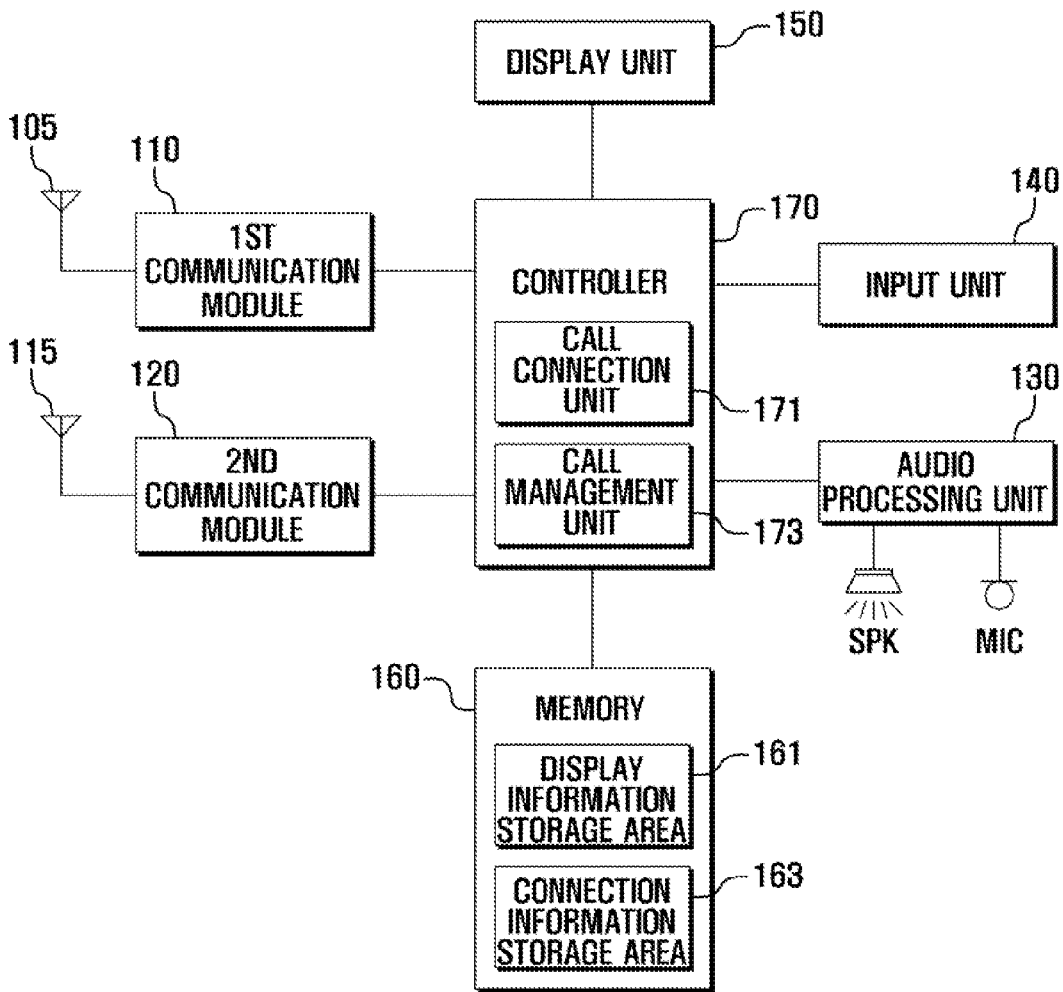 150
DISPLAY UNIT
105
110
1ST
COMMUNICATION
MODULE
170
CONTROLLER
140
INPUT UNIT
CALL
CONNECTION
UNIT
171
115
120
2ND
COMMUNICATION
MODULE
CALL
MANAGEMENT
UNIT
173
130
AUDIO
PROCESSING UNIT
SPK
MIC
160
MEMORY
DISPLAY
INFORMATION
STORAGE AREA
161
CONNECTION
INFORMATION
STORAGE AREA
163